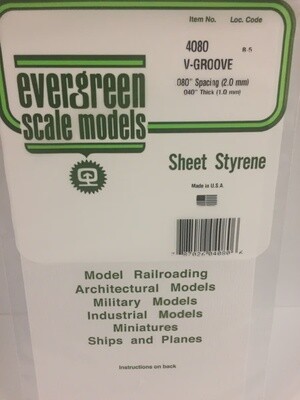 Item No. Loc. Code
4080 B-5
V-GROOVE
.080" Spacing (2.0 mm)
.040" Thick (1.0 mm)
evergreen
scale models
Sheet Styrene
Made in U.S.A
Model Railroading
Architectural Models
Military Models
Industrial Models
Miniatures
Ships and Planes
Instructions on back